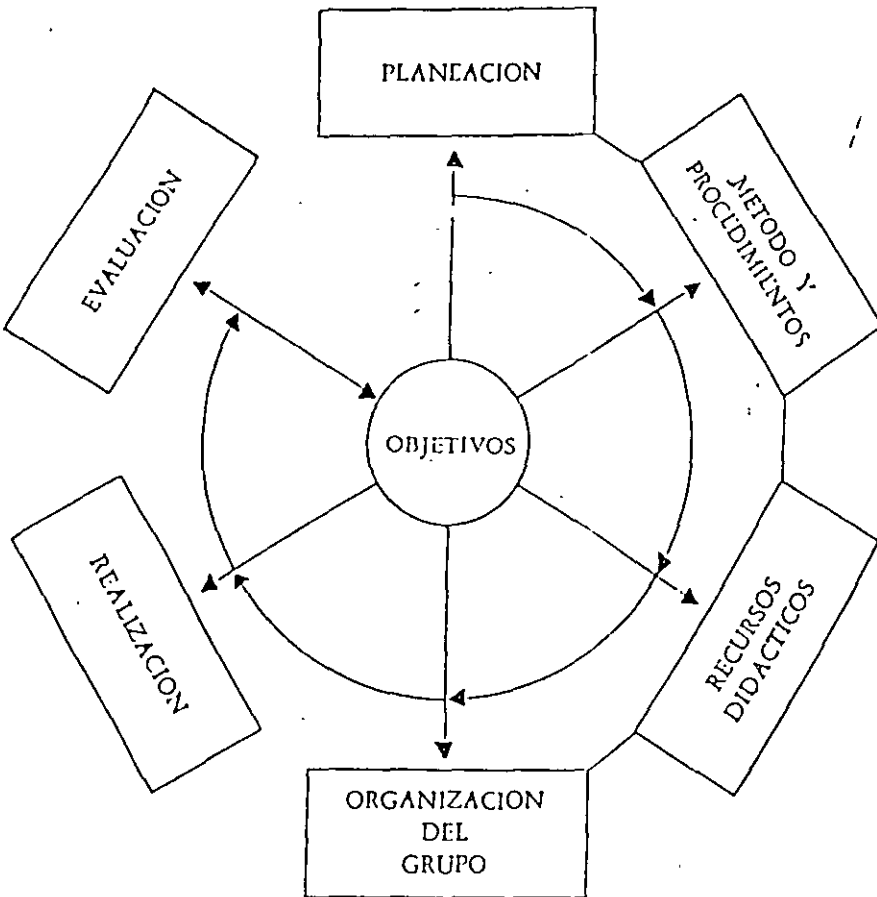 PLANEACION
METODO Y
PROCEDIMIENTOS
RECURSOS
DIDACTICOS
ORGANIZACION
DEL
GRUPO
REALIZACION
EVALUACION
OBJETIVOS